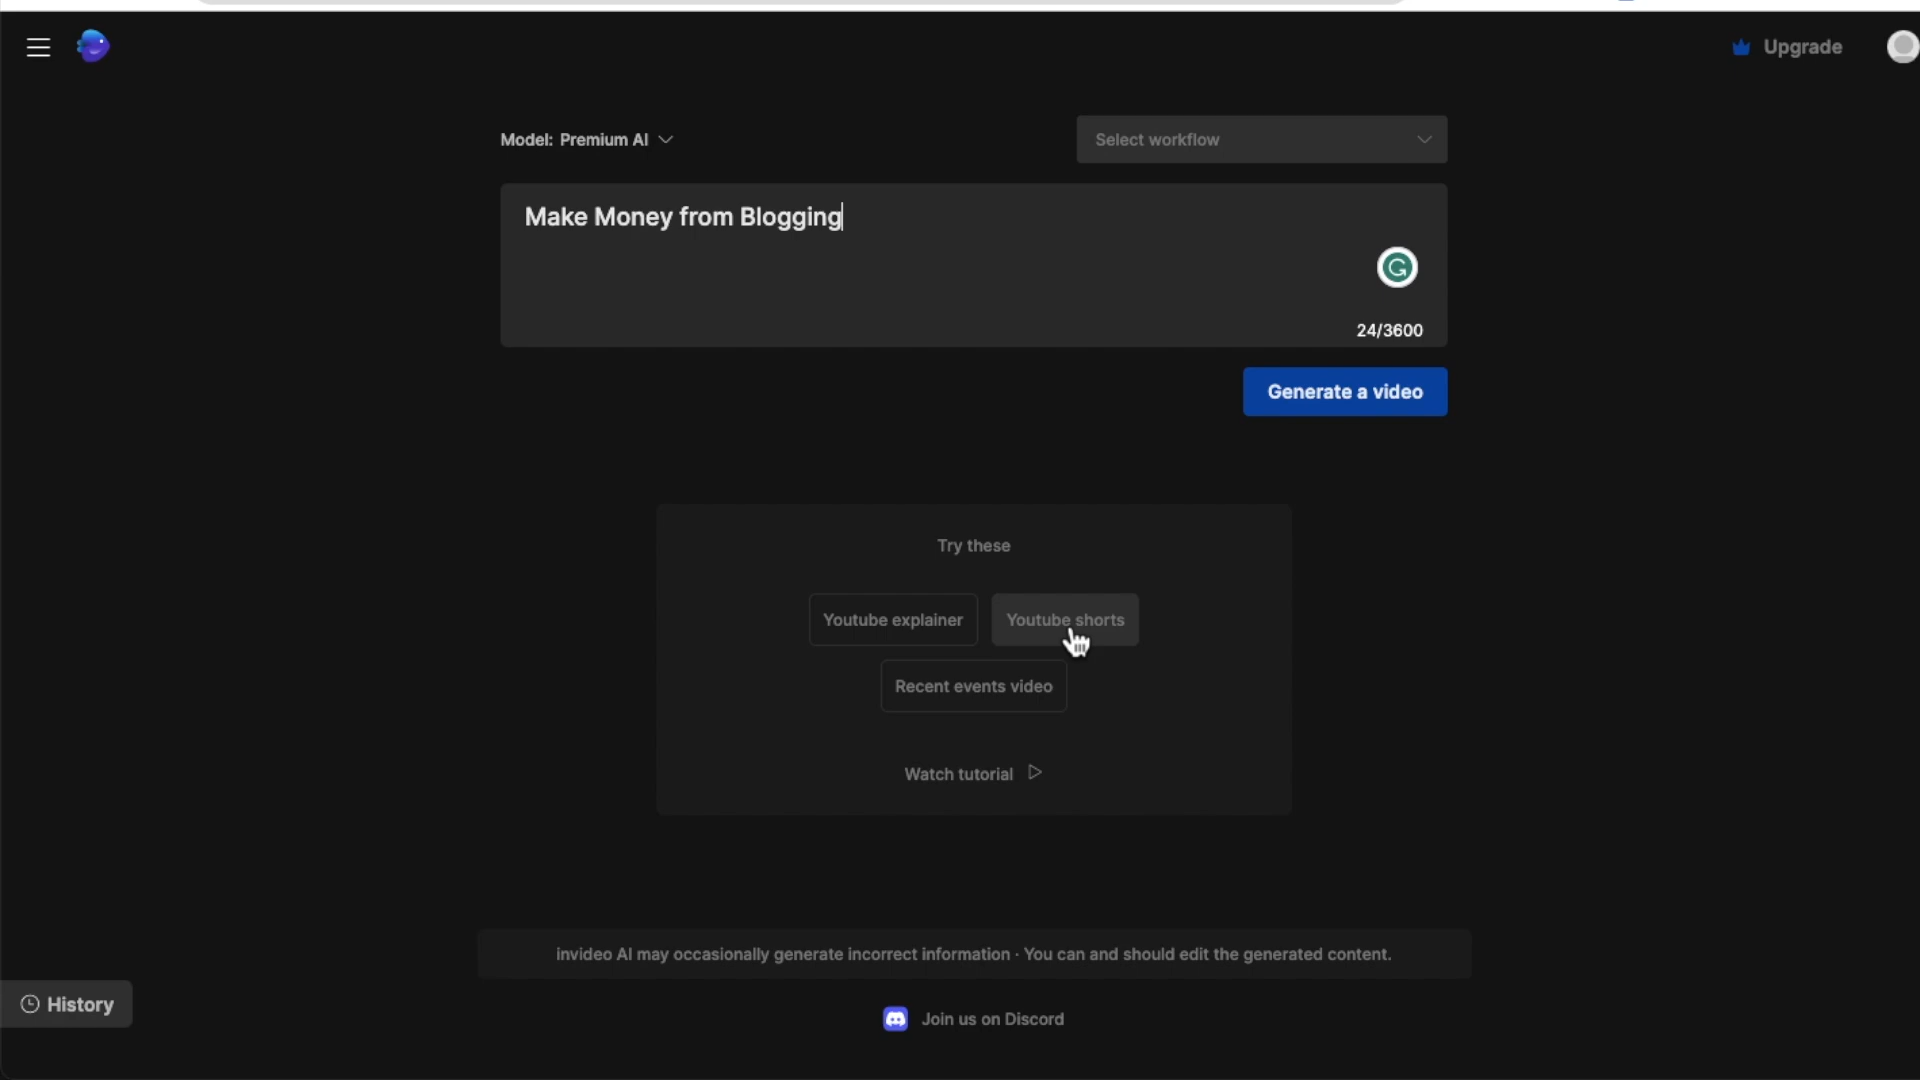 Upgrade
Model: Premium AI
Select workflow
Make Money from Blogging
24/3600
Generate a video
Try these
Youtube explainer
Youtube shorts
Recent events video
Watch tutorial
invideo AI may occasionally generate incorrect information · You can and should edit the generated content.
History
Join us on Discord